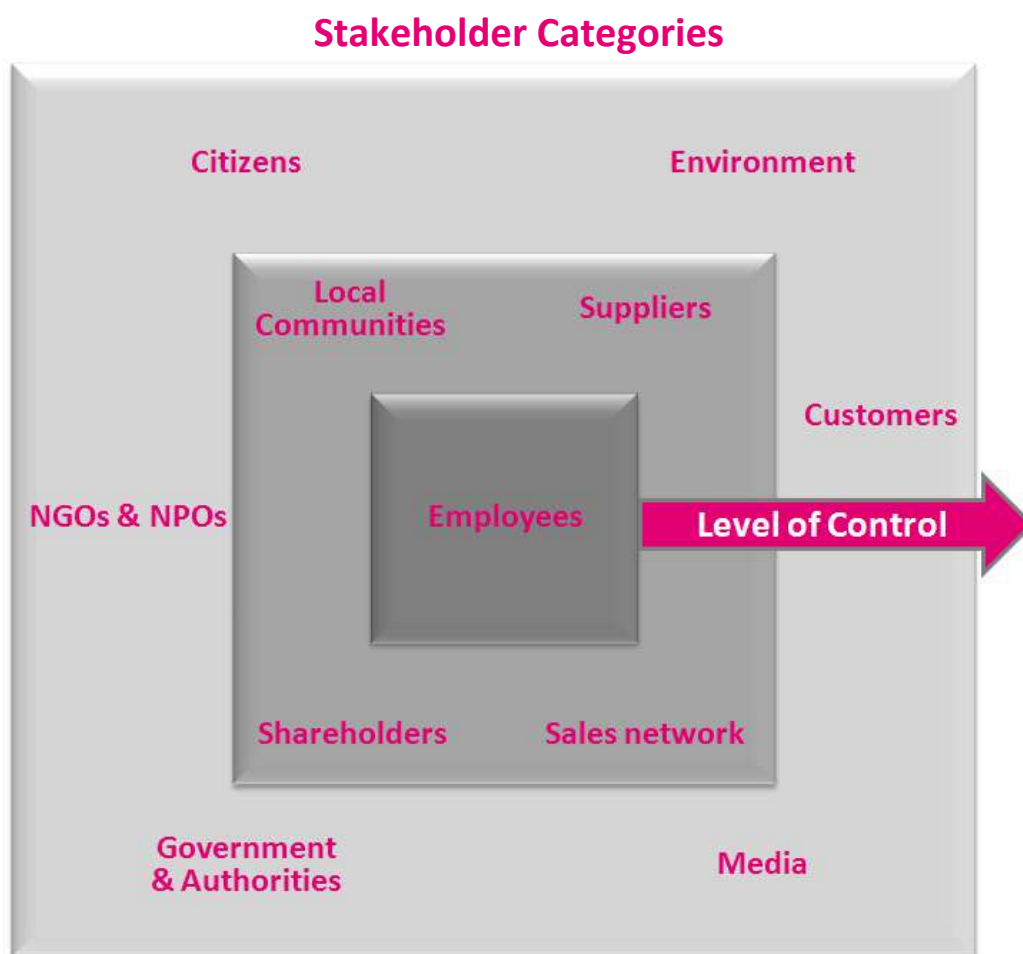 Stakeholder Categories
Citizens
Environment
Local
Communities
Suppliers
Customers
NGOs & NPOs
Employees
Level of Control
Shareholders
Sales network
Government
& Authorities
Media